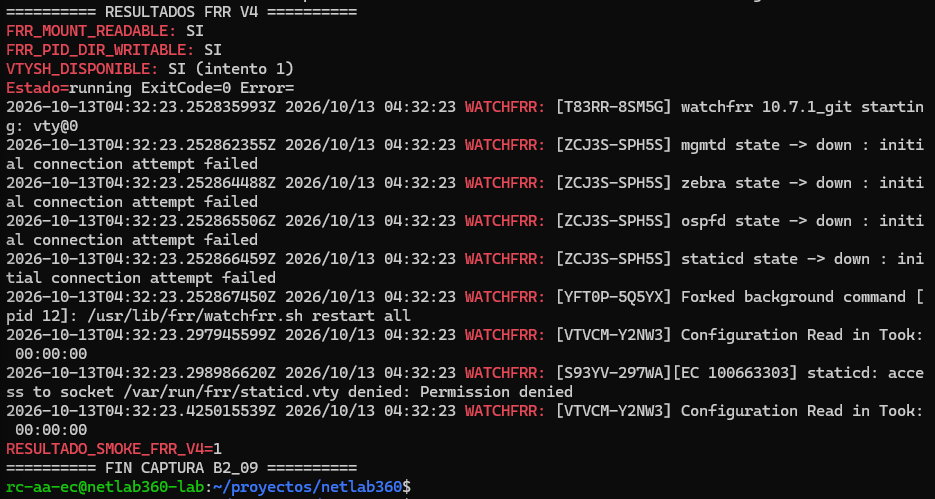 ========== RESULTADOS FRR V4 ==========
FRR_MOUNT_READABLE: SI
FRR_PID_DIR_WRITABLE: SI
VTYSH_DISPONIBLE: SI (intento 1)
Estado=running ExitCode=0 Error=
2026-10-13T04:32:23.252835993Z 2026/10/13 04:32:23 WATCHFRR: [T83RR-8SM5G] watchfrr 10.7.1_git startin
g: vty@0
2026-10-13T04:32:23.252862355Z 2026/10/13 04:32:23 WATCHFRR: [ZCJ3S-SPH5S] mgmtd state -> down : initi
al connection attempt failed
2026-10-13T04:32:23.252864488Z 2026/10/13 04:32:23 WATCHFRR: [ZCJ3S-SPH5S] zebra state -> down : initi
al connection attempt failed
2026-10-13T04:32:23.252865506Z 2026/10/13 04:32:23 WATCHFRR: [ZCJ3S-SPH5S] ospfd state -> down : initi
al connection attempt failed
2026-10-13T04:32:23.252866459Z 2026/10/13 04:32:23 WATCHFRR: [ZCJ3S-SPH5S] staticd state -> down : ini
tial connection attempt failed
2026-10-13T04:32:23.252867450Z 2026/10/13 04:32:23 WATCHFRR: [YFT0P-5Q5YX] Forked background command [
pid 12]: /usr/lib/frr/watchfrr.sh restart all
2026-10-13T04:32:23.297945599Z 2026/10/13 04:32:23 WATCHFRR: [VTVCM-Y2NW3] Configuration Read in Took:
 00:00:00
2026-10-13T04:32:23.298986620Z 2026/10/13 04:32:23 WATCHFRR: [S93YV-297WA][EC 100663303] staticd: acce
ss to socket /var/run/frr/staticd.vty denied: Permission denied
2026-10-13T04:32:23.425015539Z 2026/10/13 04:32:23 WATCHFRR: [VTVCM-Y2NW3] Configuration Read in Took:
 00:00:00
RESULTADO_SMOKE_FRR_V4=1
========== FIN CAPTURA B2_09 ==========
rc-aa-ec@netlab360-lab:~/proyectos/netlab360$